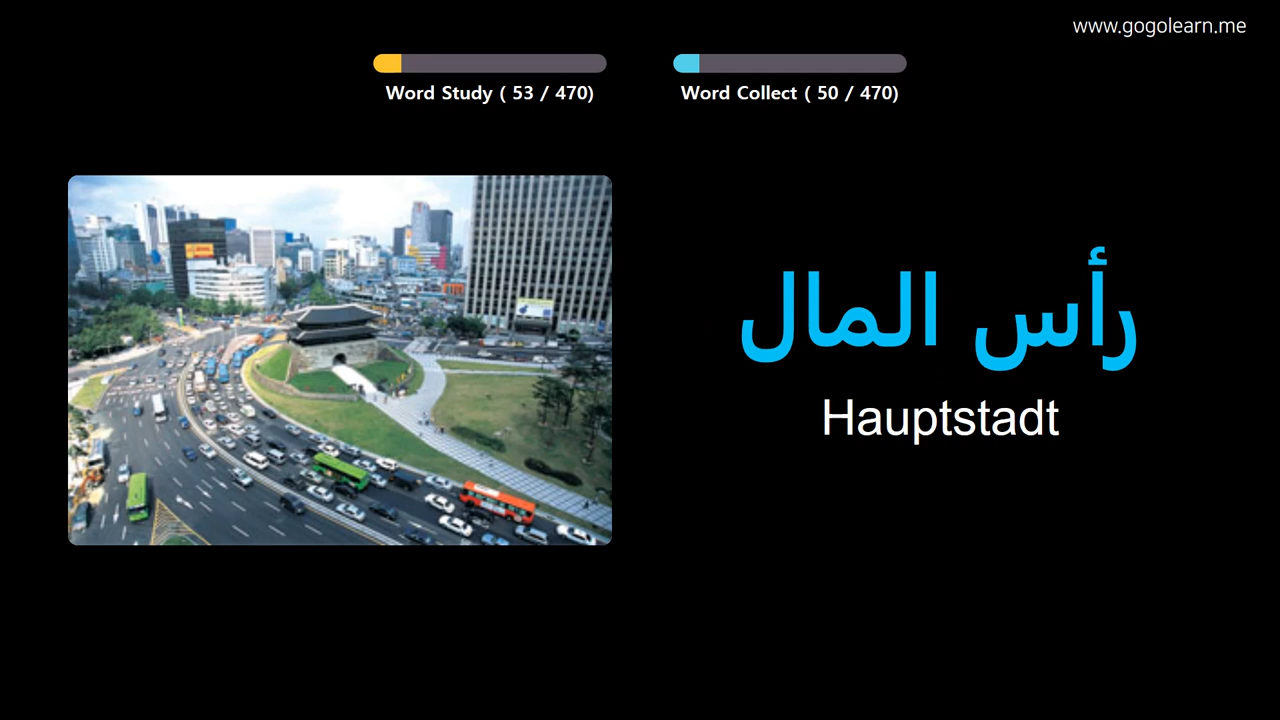 www.gogolearn.me
Word Study ( 53 / 470)
Word Collect ( 50 / 470)
رأس المال
Hauptstadt